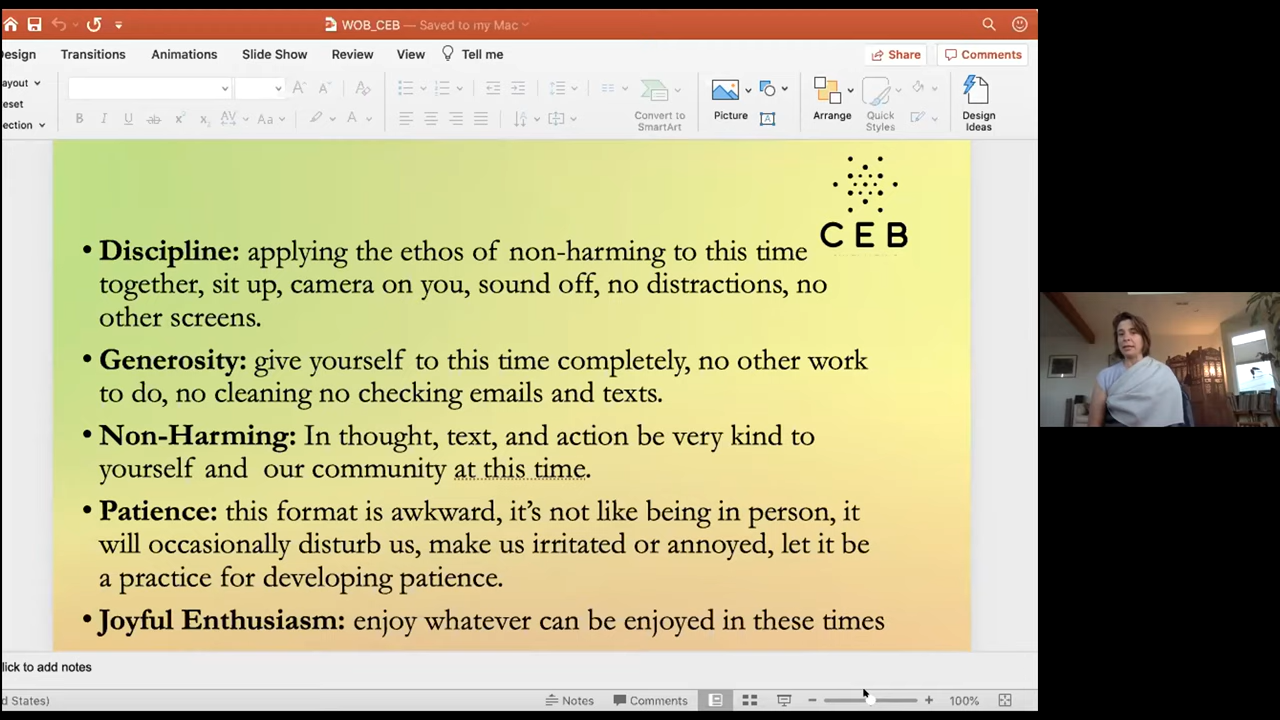 WOB_CEB — Saved to my Mac
esign Transitions Animations Slide Show Review View Tell me Share Comments
ayout
eset
ection
B I U ab x² x₂ AV Aa A
Convert to SmartArt
Picture
Arrange
Quick Styles
Design Ideas
CEB
• Discipline: applying the ethos of non-harming to this time
together, sit up, camera on you, sound off, no distractions, no
other screens.
• Generosity: give yourself to this time completely, no other work
to do, no cleaning no checking emails and texts.
• Non-Harming: In thought, text, and action be very kind to
yourself and our community at this time.
• Patience: this format is awkward, it’s not like being in person, it
will occasionally disturb us, make us irritated or annoyed, let it be
a practice for developing patience.
• Joyful Enthusiasm: enjoy whatever can be enjoyed in these times
lick to add notes
d States) Notes Comments 100%